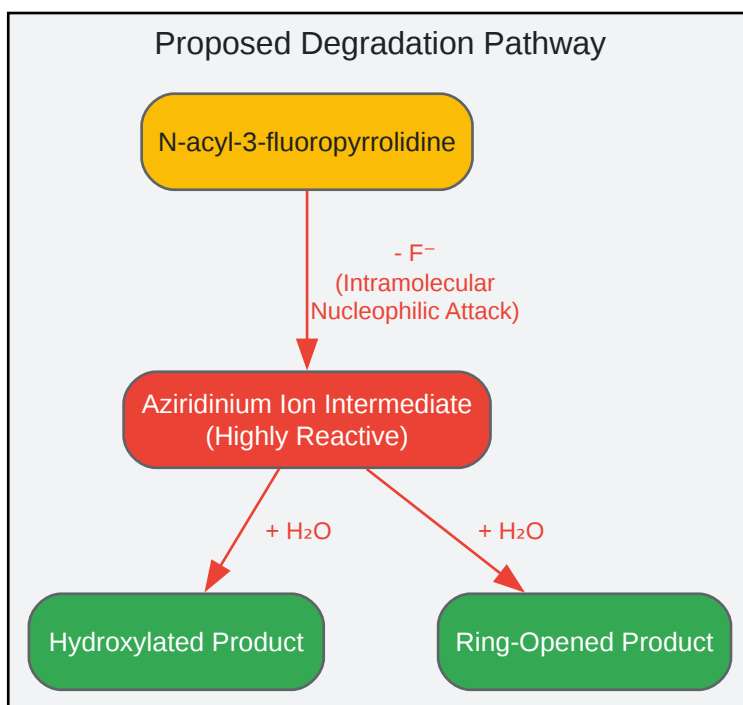 Proposed Degradation Pathway
N-acyl-3-fluoropyrrolidine
- F⁻
(Intramolecular
Nucleophilic Attack)
Aziridinium Ion Intermediate
(Highly Reactive)
+ H₂O
+ H₂O
Hydroxylated Product
Ring-Opened Product